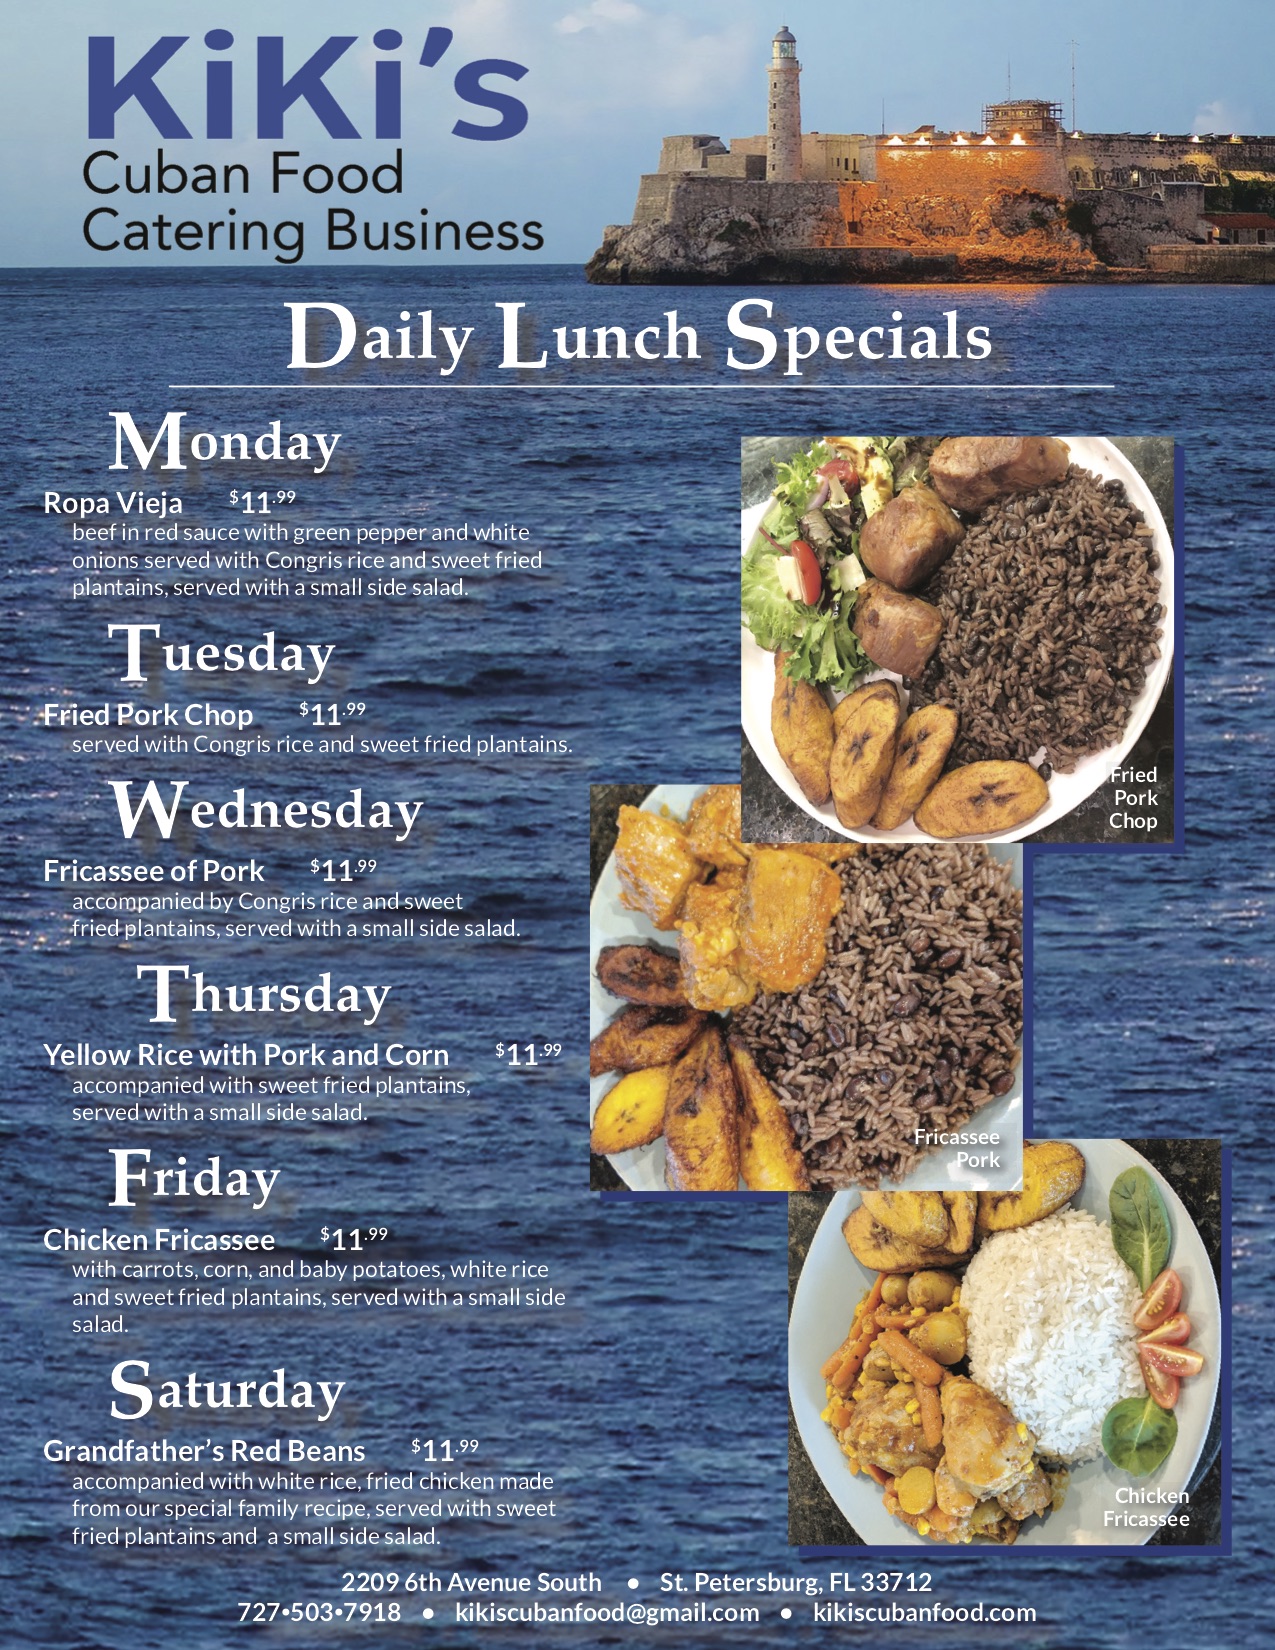 KiKi's
Cuban Food
Catering Business
Daily Lunch Specials
Monday
Ropa Vieja $11.99
beef in red sauce with green pepper and white
onions served with Congris rice and sweet fried
plantains, served with a small side salad.
Tuesday
Fried Pork Chop $11.99
served with Congris rice and sweet fried plantains.
Fried
Pork
Chop
Wednesday
Fricassee of Pork $11.99
accompanied by Congris rice and sweet
fried plantains, served with a small side salad.
Thursday
Yellow Rice with Pork and Corn $11.99
accompanied with sweet fried plantains,
served with a small side salad.
Fricassee
Pork
Friday
Chicken Fricassee $11.99
with carrots, corn, and baby potatoes, white rice
and sweet fried plantains, served with a small side
salad.
Saturday
Grandfather’s Red Beans $11.99
accompanied with white rice, fried chicken made
from our special family recipe, served with sweet
fried plantains and a small side salad.
Chicken
Fricassee
2209 6th Avenue South • St. Petersburg, FL 33712
727•503•7918 • kikiscubanfood@gmail.com • kikiscubanfood.com